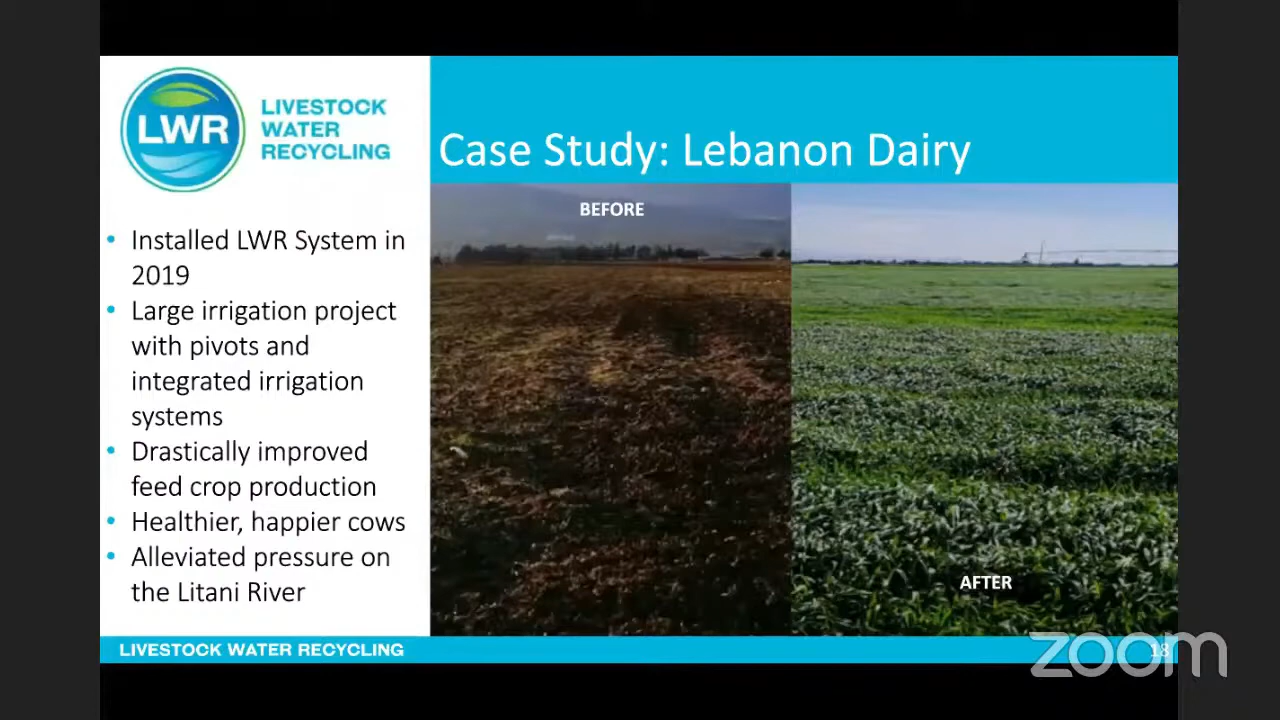 LWR
LIVESTOCK
WATER
RECYCLING
Case Study: Lebanon Dairy
• Installed LWR System in
2019
• Large irrigation project
with pivots and
integrated irrigation
systems
• Drastically improved
feed crop production
• Healthier, happier cows
• Alleviated pressure on
the Litani River
BEFORE
AFTER
LIVESTOCK WATER RECYCLING
18
zoom